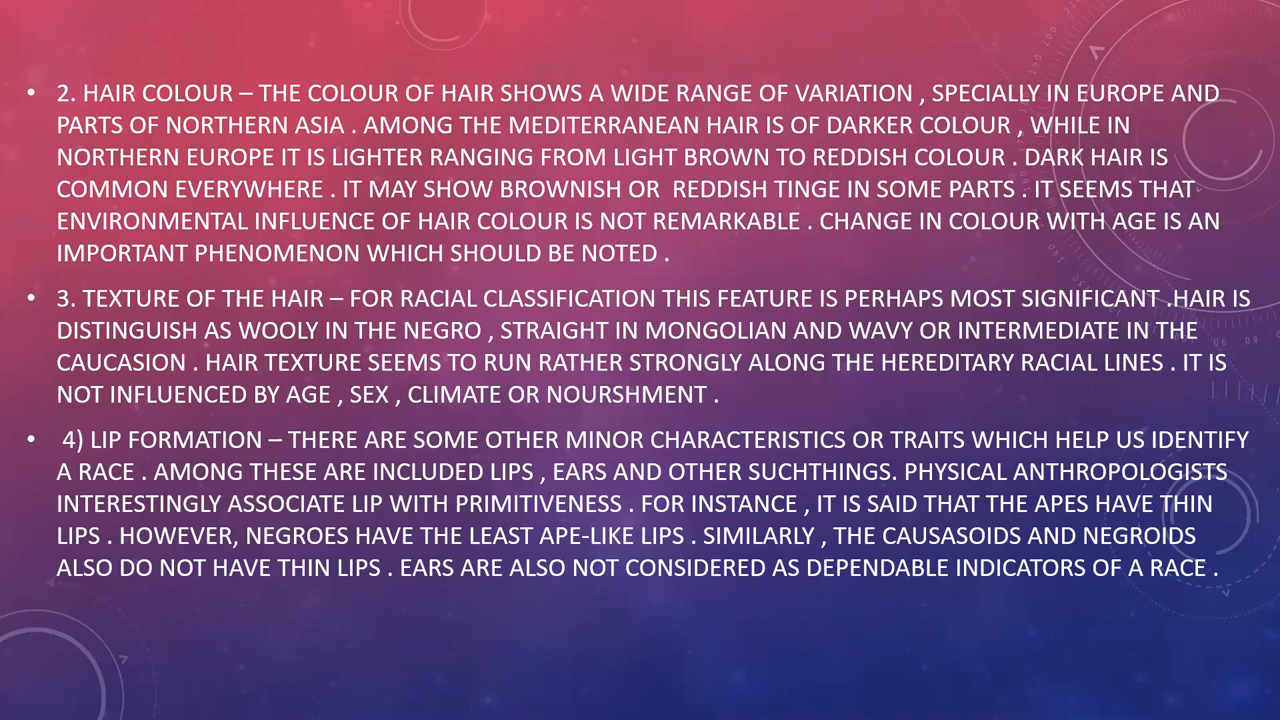 • 2. HAIR COLOUR – THE COLOUR OF HAIR SHOWS A WIDE RANGE OF VARIATION , SPECIALLY IN EUROPE AND
PARTS OF NORTHERN ASIA . AMONG THE MEDITERRANEAN HAIR IS OF DARKER COLOUR , WHILE IN
NORTHERN EUROPE IT IS LIGHTER RANGING FROM LIGHT BROWN TO REDDISH COLOUR . DARK HAIR IS
COMMON EVERYWHERE . IT MAY SHOW BROWNISH OR  REDDISH TINGE IN SOME PARTS . IT SEEMS THAT
ENVIRONMENTAL INFLUENCE OF HAIR COLOUR IS NOT REMARKABLE . CHANGE IN COLOUR WITH AGE IS AN
IMPORTANT PHENOMENON WHICH SHOULD BE NOTED .
• 3. TEXTURE OF THE HAIR – FOR RACIAL CLASSIFICATION THIS FEATURE IS PERHAPS MOST SIGNIFICANT .HAIR IS
DISTINGUISH AS WOOLY IN THE NEGRO , STRAIGHT IN MONGOLIAN AND WAVY OR INTERMEDIATE IN THE
CAUCASION . HAIR TEXTURE SEEMS TO RUN RATHER STRONGLY ALONG THE HEREDITARY RACIAL LINES . IT IS
NOT INFLUENCED BY AGE , SEX , CLIMATE OR NOURSHMENT .
• 4) LIP FORMATION – THERE ARE SOME OTHER MINOR CHARACTERISTICS OR TRAITS WHICH HELP US IDENTIFY
A RACE . AMONG THESE ARE INCLUDED LIPS , EARS AND OTHER SUCHTHINGS. PHYSICAL ANTHROPOLOGISTS
INTERESTINGLY ASSOCIATE LIP WITH PRIMITIVENESS . FOR INSTANCE , IT IS SAID THAT THE APES HAVE THIN
LIPS . HOWEVER, NEGROES HAVE THE LEAST APE-LIKE LIPS . SIMILARLY , THE CAUSASOIDS AND NEGROIDS
ALSO DO NOT HAVE THIN LIPS . EARS ARE ALSO NOT CONSIDERED AS DEPENDABLE INDICATORS OF A RACE .